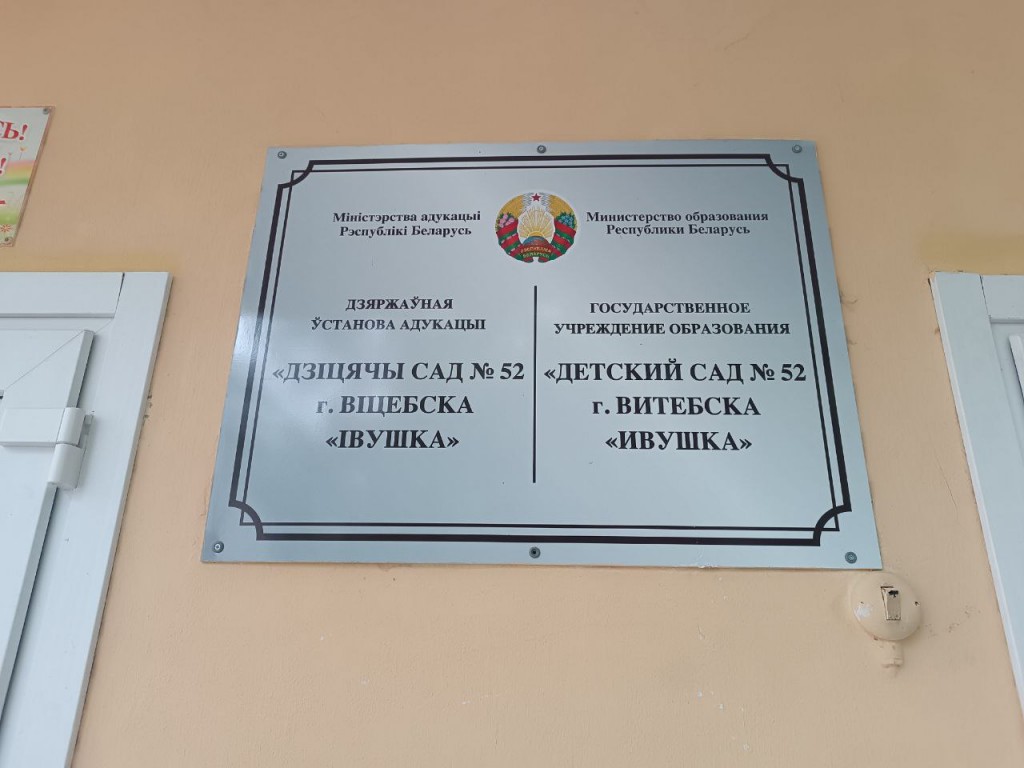 СЬ!
Міністэрства адукацыі
Рэспублікі Беларусь
Министерство образования
Республики Беларусь
ДЗЯРЖАЎНАЯ
ЎСТАНОВА АДУКАЦЫІ
«ДЗІЦЯЧЫ САД № 52
г. ВІЦЕБСКА
«ІВУШКА»
ГОСУДАРСТВЕННОЕ
УЧРЕЖДЕНИЕ ОБРАЗОВАНИЯ
«ДЕТСКИЙ САД № 52
г. ВИТЕБСКА
«ИВУШКА»